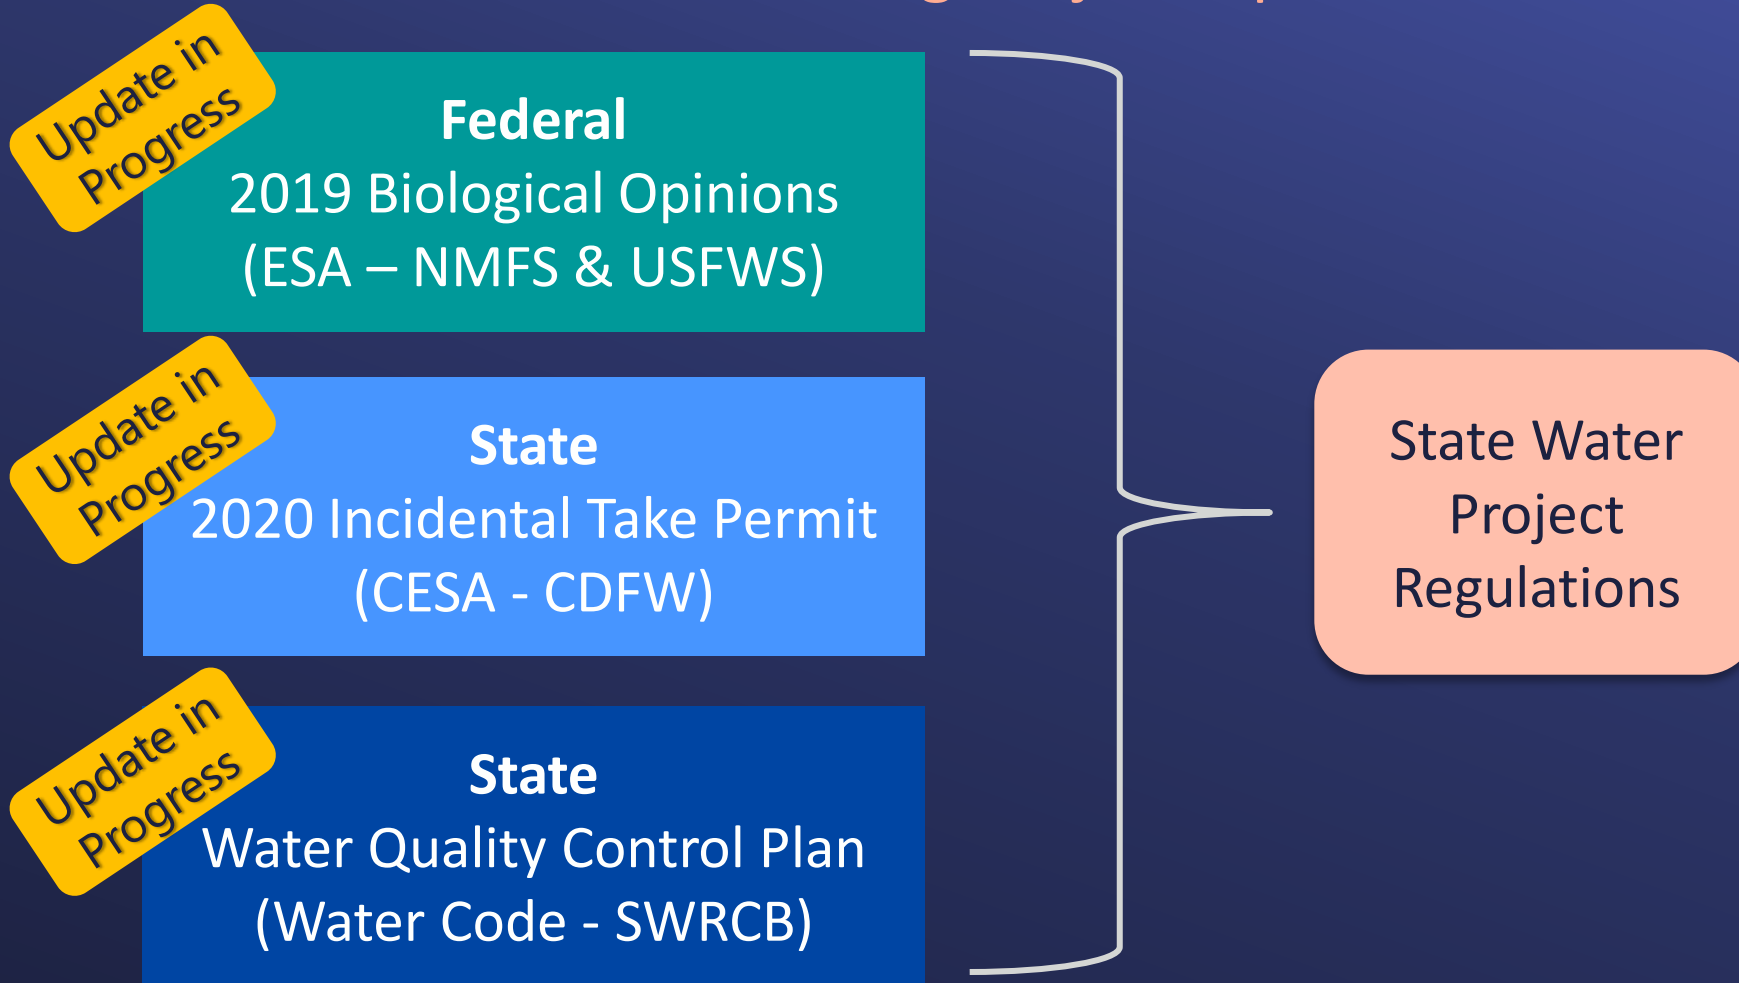 Update in
Progress
Federal
2019 Biological Opinions
(ESA – NMFS & USFWS)
Update in
Progress
State
2020 Incidental Take Permit
(CESA - CDFW)
Update in
Progress
State
Water Quality Control Plan
(Water Code - SWRCB)
State Water
Project
Regulations